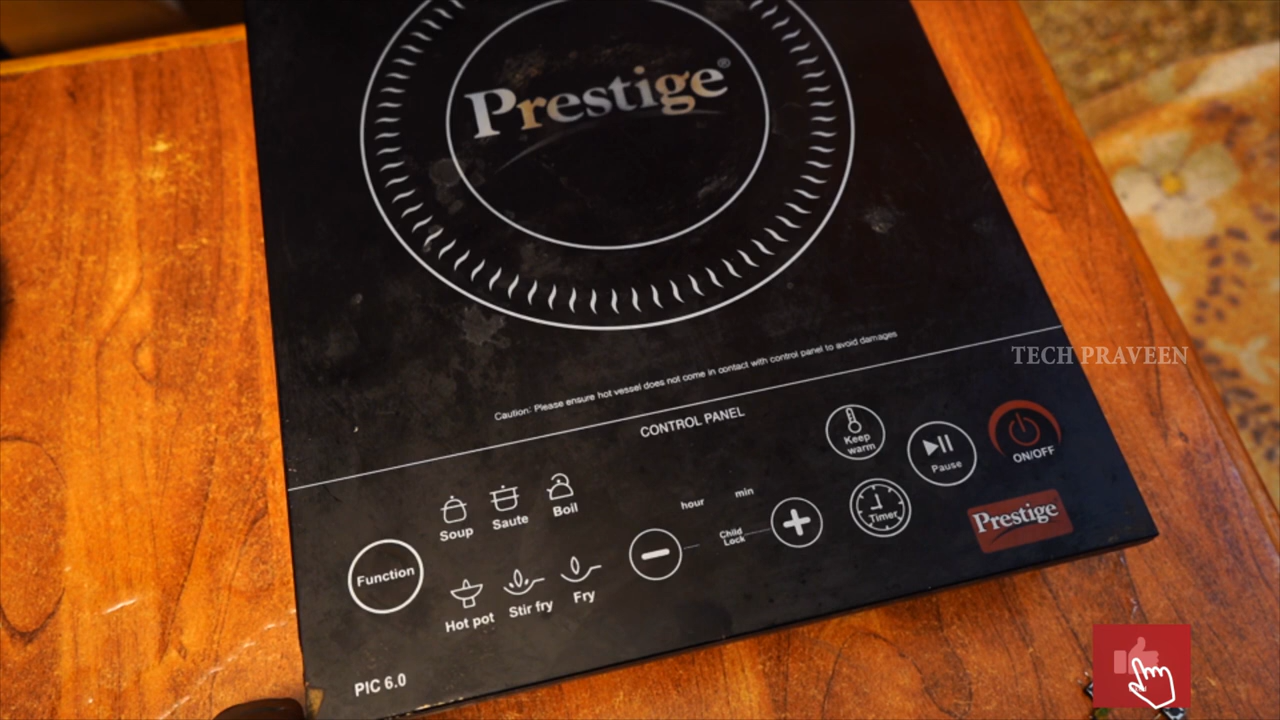 Prestige®
TECH PRAVEEN
Caution: Please ensure hot vessel does not come in contact with control panel to avoid damages
CONTROL PANEL
Keep
warm
Pause
ON/OFF
Soup Saute Boil
hour min
Timer
Prestige
Function
Child
Lock
Hot pot Stir fry Fry
PIC 6.0